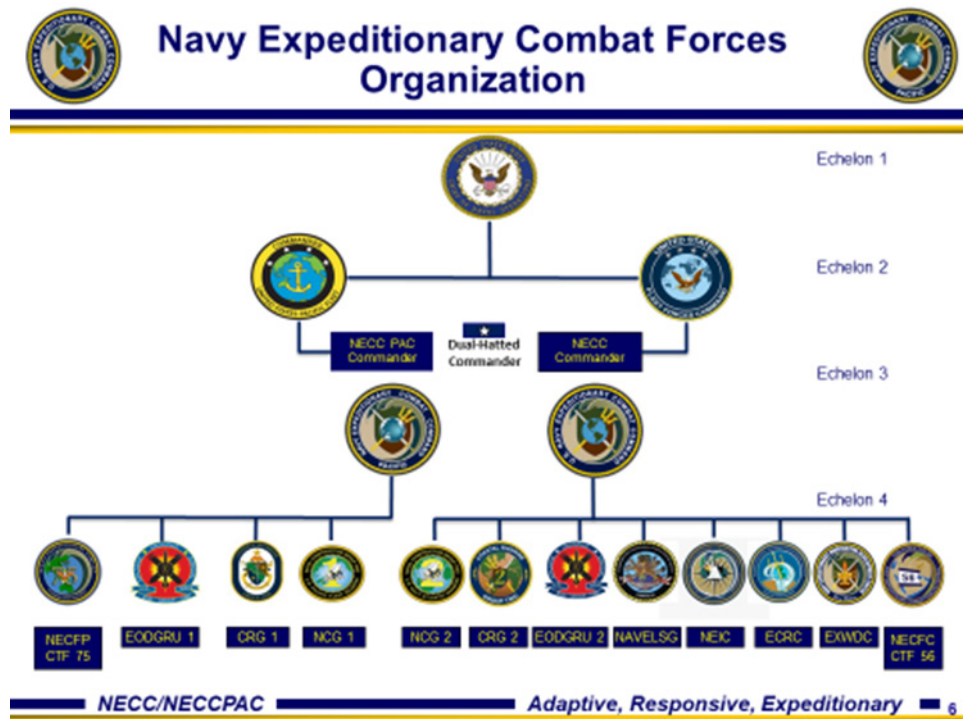 Navy Expeditionary Combat Forces
Organization
Echelon 1
Echelon 2
NECC PAC
Commander
Dual-Hatted
Commander
NECC
Commander
Echelon 3
Echelon 4
NECFP
CTF 75
EODGRU 1
CRG 1
NCG 1
NCG 2
CRG 2
EODGRU 2
NAVELSG
NEIC
ECRC
EXWDC
NECFC
CTF 56
NECC/NECCPAC
Adaptive, Responsive, Expeditionary
6